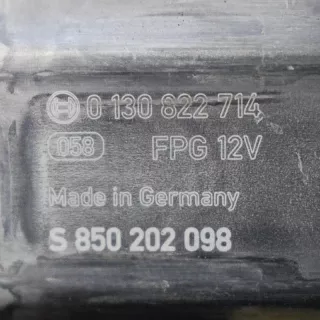 0 130 822 714
058 FPG 12V
Made in Germany
S 850 202 098